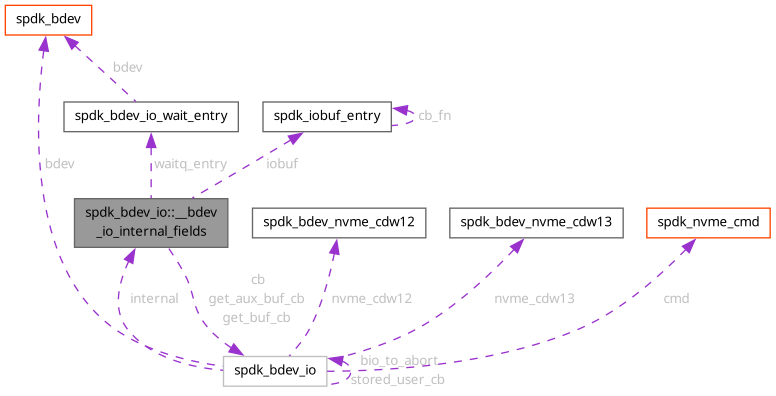 spdk_bdev
bdev
spdk_bdev_io_wait_entry
spdk_iobuf_entry
cb_fn
bdev
waitq_entry
iobuf
spdk_bdev_io::__bdev
_io_internal_fields
spdk_bdev_nvme_cdw12
spdk_bdev_nvme_cdw13
spdk_nvme_cmd
internal
cb
get_aux_buf_cb
get_buf_cb
nvme_cdw12
nvme_cdw13
cmd
spdk_bdev_io
bio_to_abort
stored_user_cb